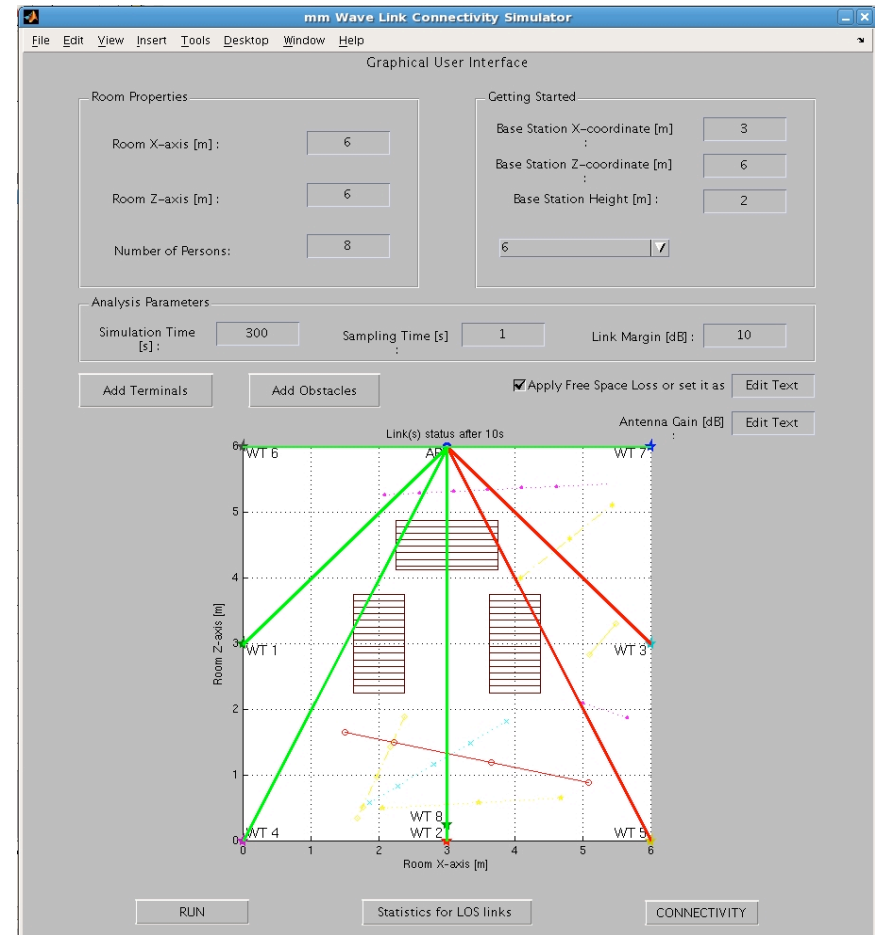 mm Wave Link Connectivity Simulator
File Edit View Insert Tools Desktop Window Help
Graphical User Interface
Room Properties
Room X-axis [m] : 6
Room Z-axis [m] : 6
Number of Persons: 8
Getting Started
Base Station X-coordinate [m] : 3
Base Station Z-coordinate [m] : 6
Base Station Height [m] : 2
6
Analysis Parameters
Simulation Time [s] : 300
Sampling Time [s] : 1
Link Margin [dB] : 10
Add Terminals
Add Obstacles
Apply Free Space Loss or set it as Edit Text
Antenna Gain [dB] : Edit Text
Link(s) status after 10s
6 WT 6 AP WT 7
5
4
3 WT 1 WT 3
2
1
WT 8
0 WT 4 WT 2 WT 5
0 1 2 3 4 5 6
Room Z-axis [m]
Room X-axis [m]
RUN
Statistics for LOS links
CONNECTIVITY